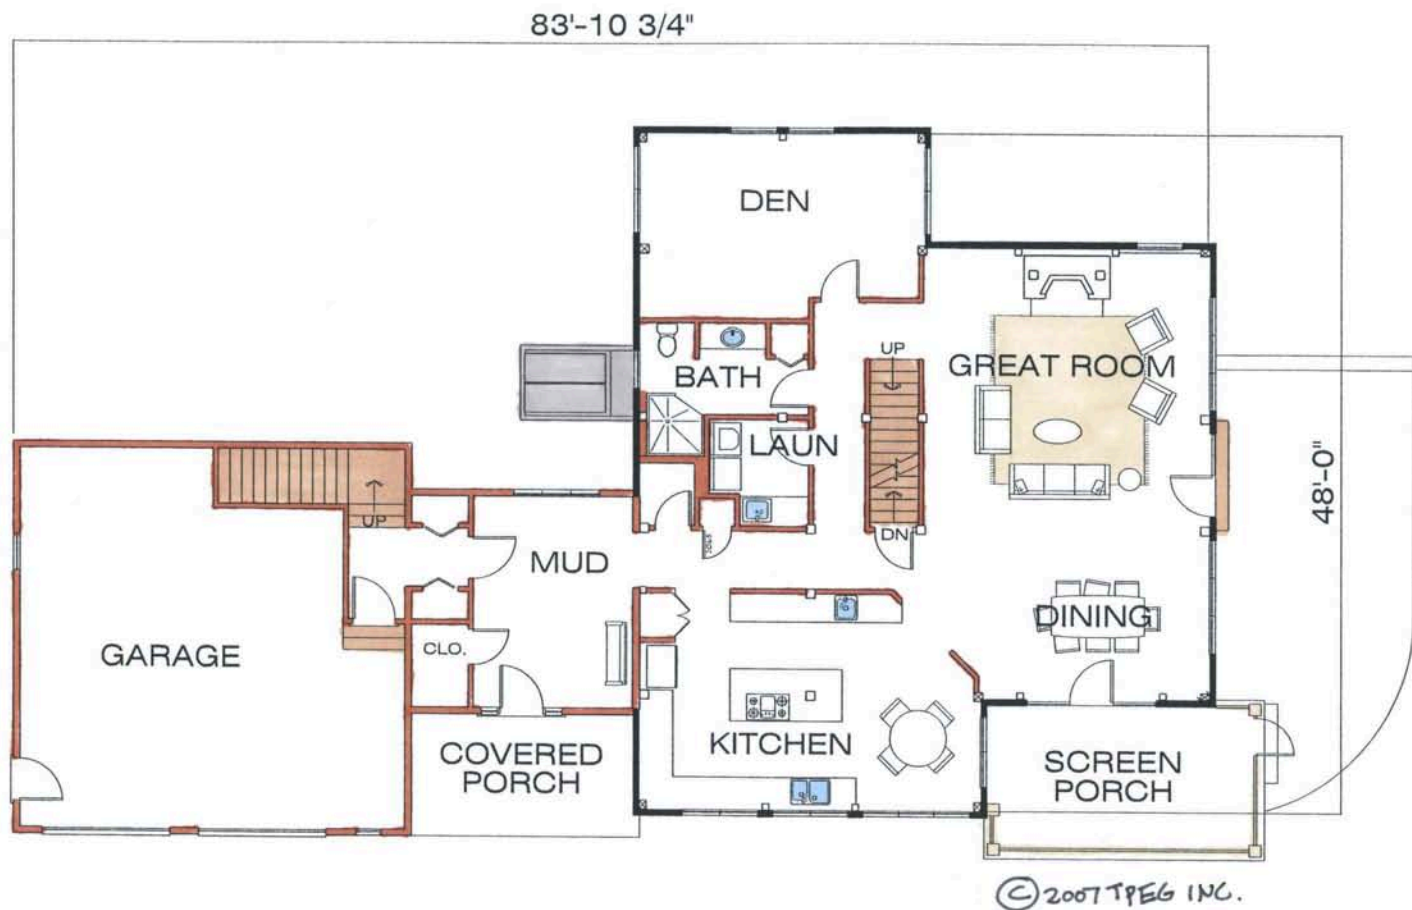 83'-10 3/4"
DEN
UP
GREAT ROOM
BATH
LAUN
48'-0"
UP
DN
MUD
DINING
GARAGE
CLO.
KITCHEN
COVERED
PORCH
SCREEN
PORCH
© 2007 TPEG INC.